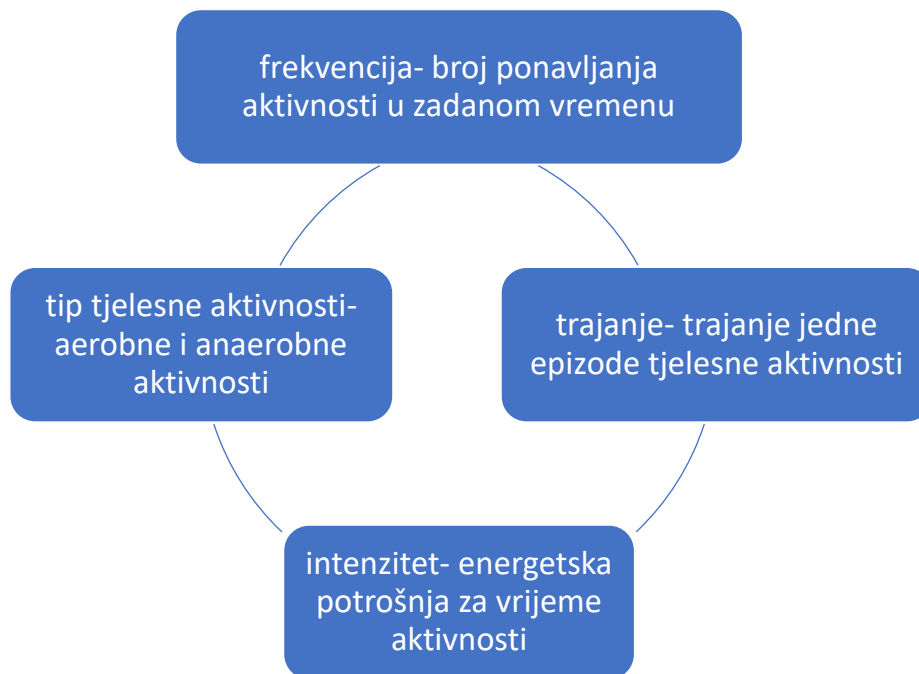 frekvencija- broj ponavljanja
aktivnosti u zadanom vremenu
tip tjelesne aktivnosti-
aerobne i anaerobne
aktivnosti
trajanje- trajanje jedne
epizode tjelesne aktivnosti
intenzitet- energetska
potrošnja za vrijeme
aktivnosti